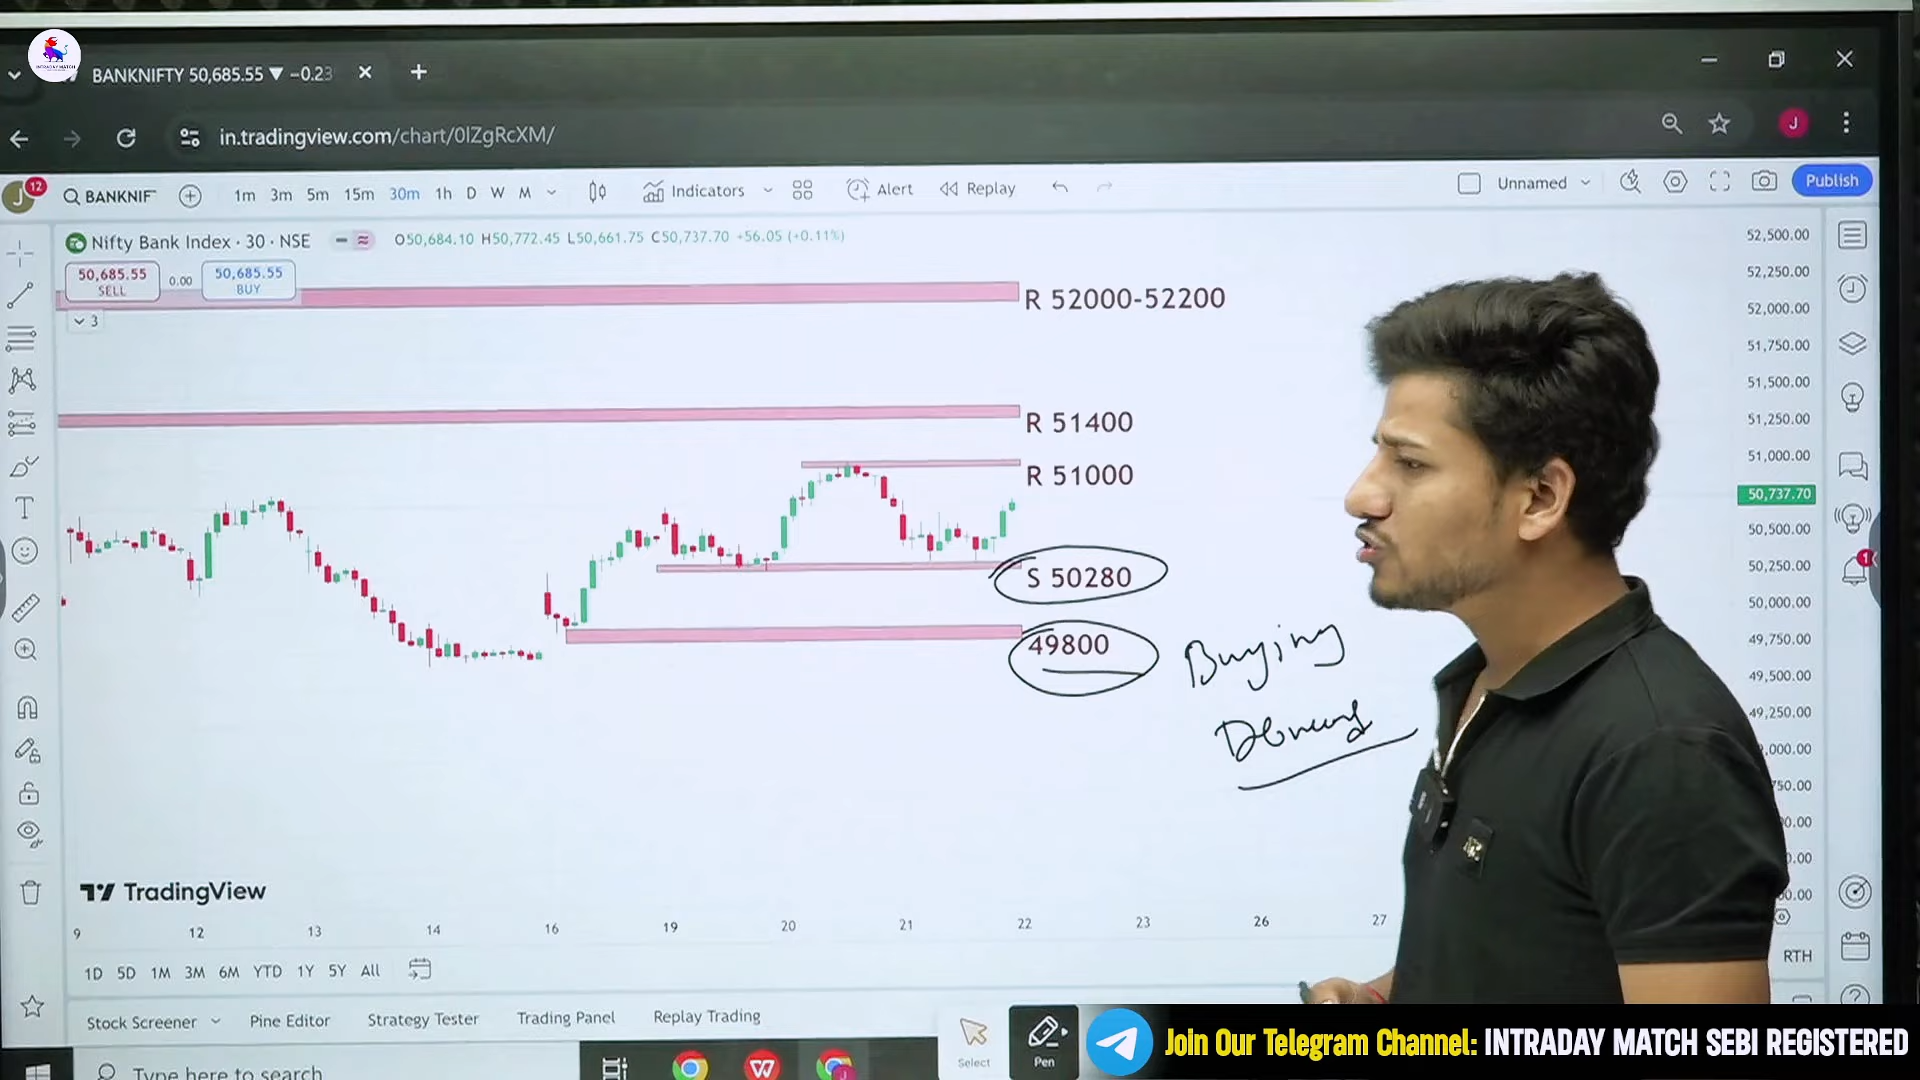 INTRADAY MATCH
BANKNIFTY 50,685.55 ▼ −0.23
in.tradingview.com/chart/0lZgRcXM/
J
J
12
BANKNIF
1m 3m 5m 15m 30m 1h D W M
Indicators
Alert
Replay
Unnamed
Publish
Nifty Bank Index · 30 · NSE
O50,684.10 H50,772.45 L50,661.75 C50,737.70 +56.05 (+0.11%)
50,685.55
SELL
0.00
50,685.55
BUY
3
R 52000-52200
R 51400
R 51000
S 50280
49800
Buying
52,500.00
52,250.00
52,000.00
51,750.00
51,500.00
51,250.00
51,000.00
50,737.70
50,500.00
50,250.00
50,000.00
49,750.00
49,500.00
49,250.00
1
TradingView
9 12 13 14 16 19 20 21 22 23 26 27
1D 5D 1M 3M 6M YTD 1Y 5Y All
RTH
Stock Screener Pine Editor Strategy Tester Trading Panel Replay Trading
Type here to search
Select
Pen
Join Our Telegram Channel: INTRADAY MATCH SEBI REGISTERED